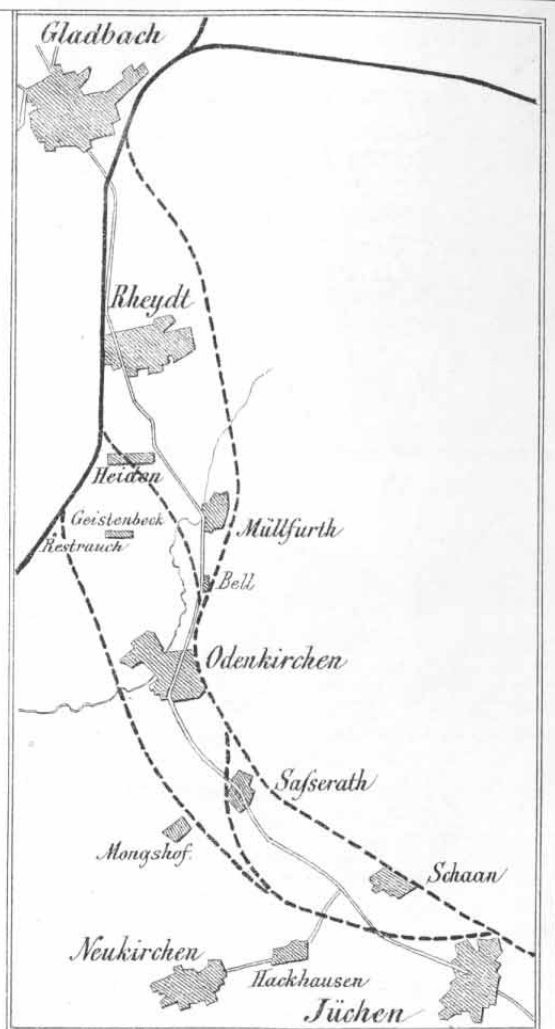 Gladbach
Rheydt
Heiden
Geistenbeck
Restrauch
Müllfurth
Bell
Odenkirchen
Saſserath
Mongshof.
Schaan
Neukirchen
Hackhausen
Jüchen